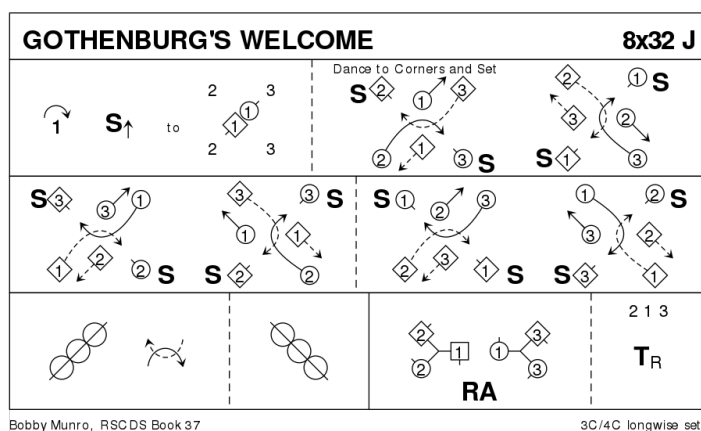 GOTHENBURG'S WELCOME 8x32 J
Dance to Corners and Set
1 S↑ to
2 3
1 1
2 3
S 2 1 3
2 1 3 S
2 1 S
3 2
S 1 3
S 3 3 1
1 2 2 S
3 3 S
1 1
S 2 2
S 1 2 3
2 3 1 S
1 2 S
3 2
S 3 1
2 3
1 1
2 3
RA
2 1 3
TR
Bobby Munro, RSCDS Book 37 3C/4C longwise set